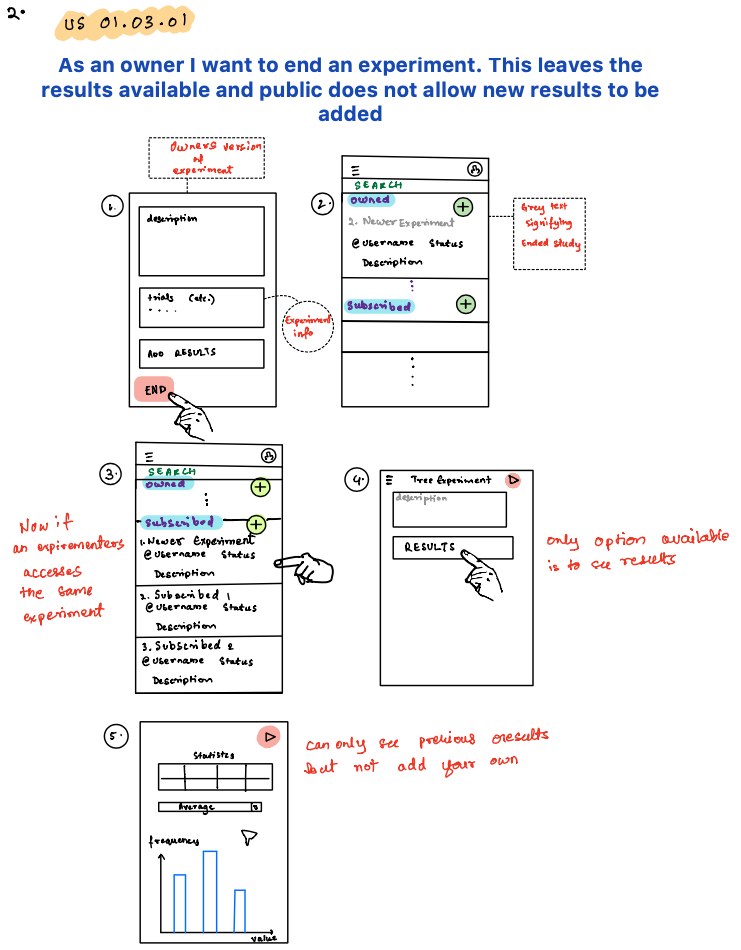 2.
US 01.03.01
As an owner I want to end an experiment. This leaves the
results available and public does not allow new results to be
added
Owners version
of
experiment
1.
description
trials (etc.)
. . . .
ADD RESULTS
END
Experiment
info
2.
SEARCH
owned
2. Newer Experiment
@username Status
Description
Subscribed
Grey text
signifying
Ended study
3.
SEARCH
owned
Subscribed
1. Newer Experiment
@username Status
Description
2. Subscribed 1
@username Status
Description
3. Subscribed 2
@username Status
Description
Now if
an expirementers
accesses
the same
experiment
4.
Tree Experiment
description
RESULTS
only option available
is to see results
5.
Average
frequency
value
can only see previous results
but not add your own